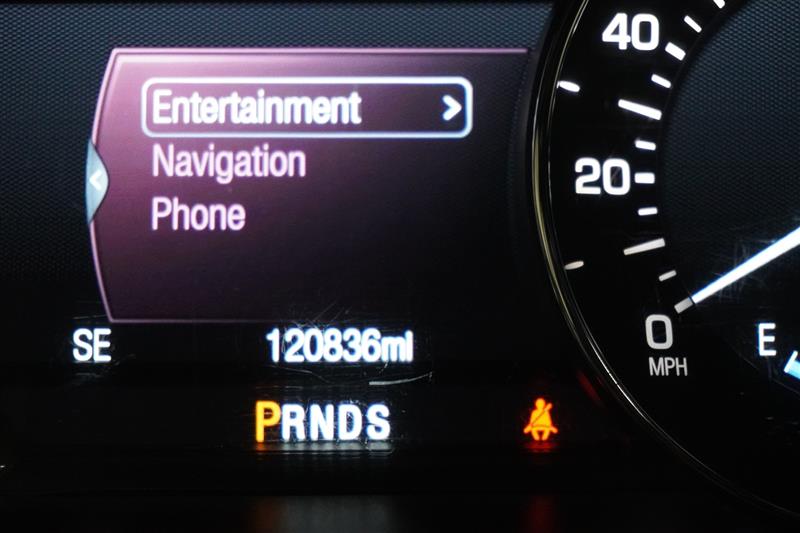 Entertainment >
Navigation
<
Phone
SE
120836mi
PRNDS
40
20
0
MPH
E